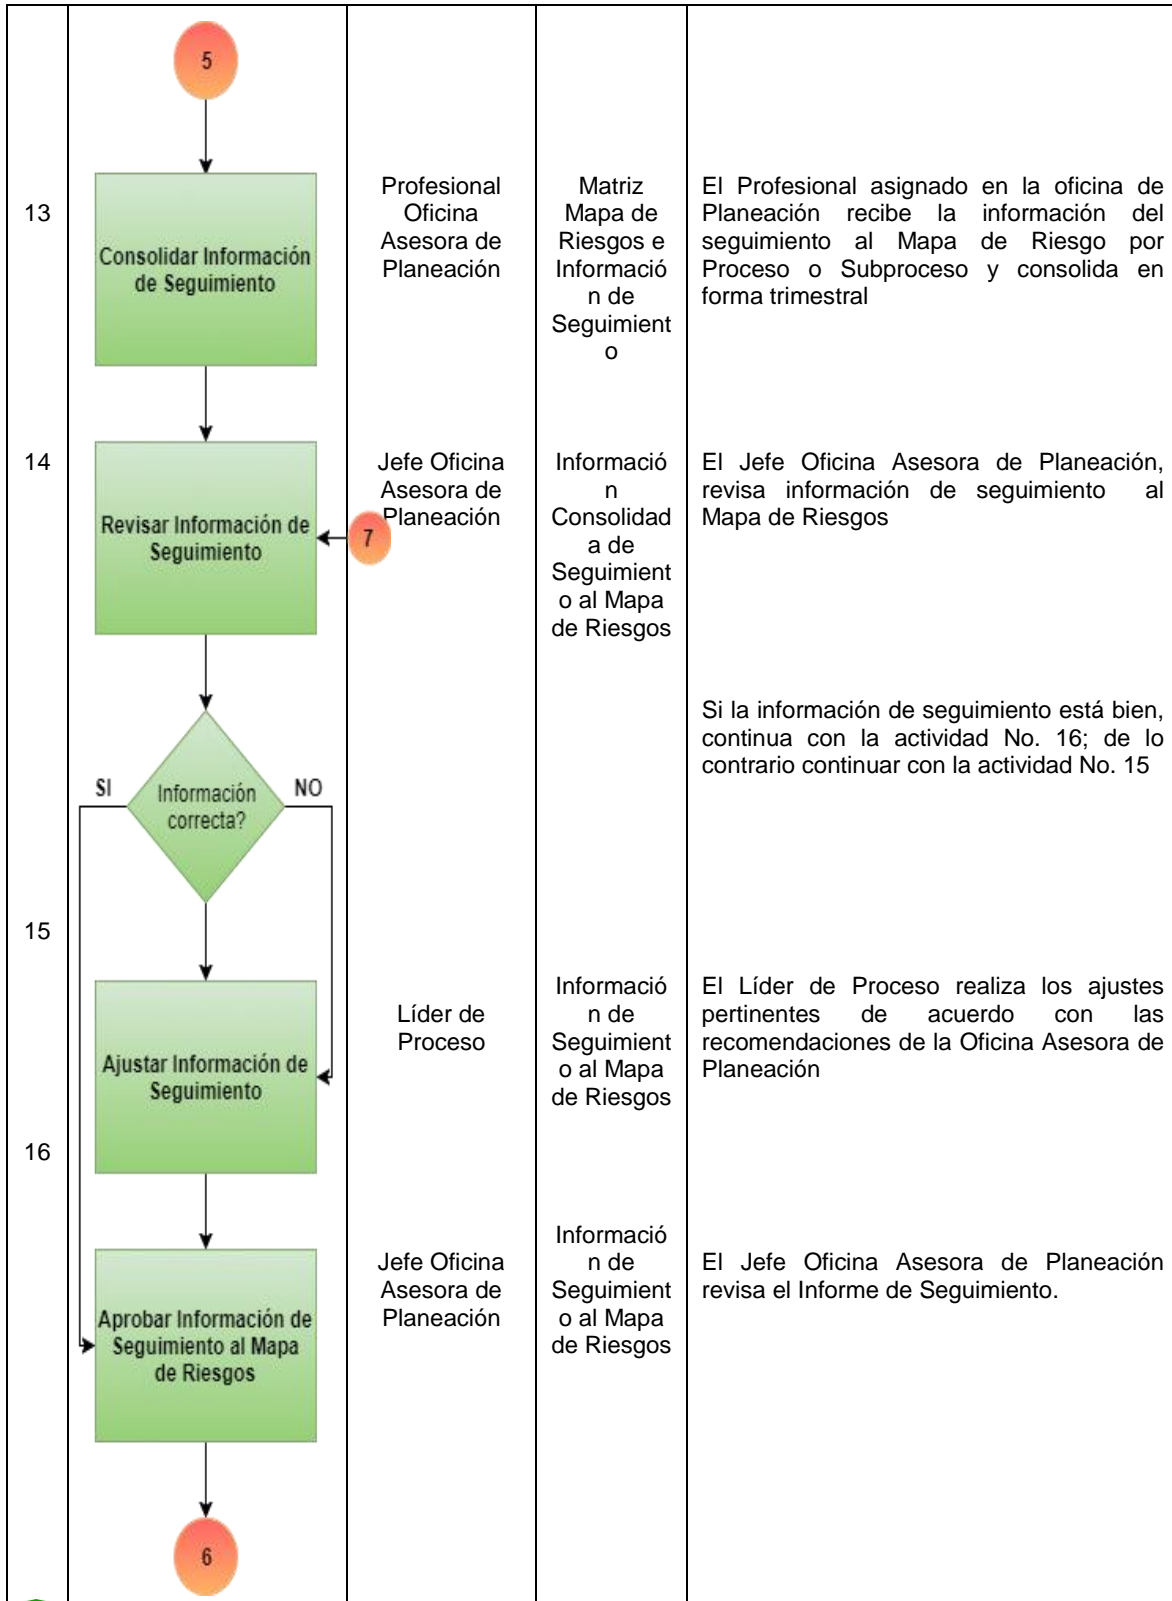 5
13
Consolidar Información
de Seguimiento
Profesional
Oficina
Asesora de
Planeación
Matriz
Mapa de
Riesgos e
Informació
n de
Seguimient
o
El Profesional asignado en la oficina de
Planeación recibe la información del
seguimiento al Mapa de Riesgo por
Proceso o Subproceso y consolida en
forma trimestral
14
Revisar Información de
Seguimiento
7
Jefe Oficina
Asesora de
Planeación
Informació
n
Consolidad
a de
Seguimient
o al Mapa
de Riesgos
El Jefe Oficina Asesora de Planeación,
revisa información de seguimiento al
Mapa de Riesgos
SI
Información
correcta?
NO
Si la información de seguimiento está bien,
continua con la actividad No. 16; de lo
contrario continuar con la actividad No. 15
15
Ajustar Información de
Seguimiento
Líder de
Proceso
Informació
n de
Seguimient
o al Mapa
de Riesgos
El Líder de Proceso realiza los ajustes
pertinentes de acuerdo con las
recomendaciones de la Oficina Asesora de
Planeación
16
Aprobar Información de
Seguimiento al Mapa
de Riesgos
Jefe Oficina
Asesora de
Planeación
Informació
n de
Seguimient
o al Mapa
de Riesgos
El Jefe Oficina Asesora de Planeación
revisa el Informe de Seguimiento.
6